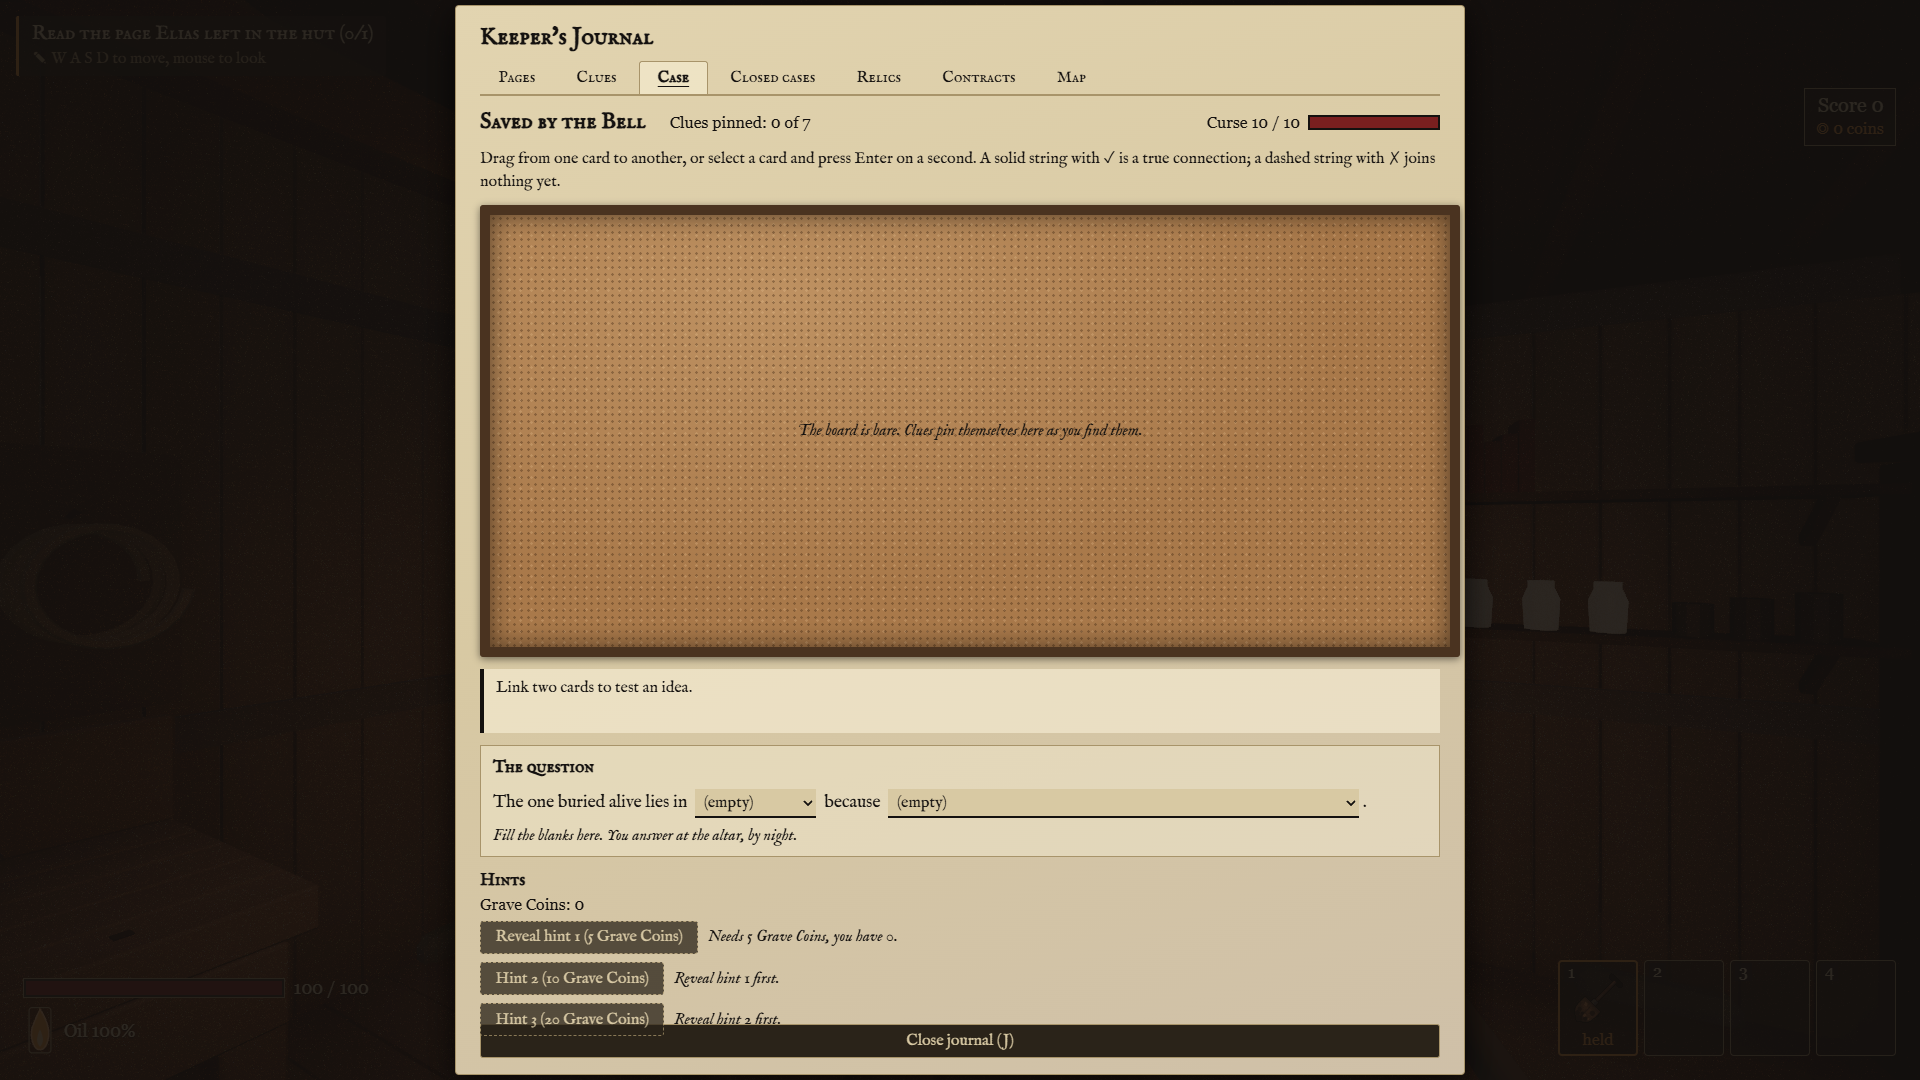 Read the page Elias left in the hut (0/1)
W A S D to move, mouse to look
Keeper's Journal
Pages Clues Case Closed cases Relics Contracts Map
Saved by the Bell Clues pinned: 0 of 7 Curse 10 / 10
Score 0
0 coins
Drag from one card to another, or select a card and press Enter on a second. A solid string with ✓ is a true connection; a dashed string with ✗ joins
nothing yet.
The board is bare. Clues pin themselves here as you find them.
Link two cards to test an idea.
The question
The one buried alive lies in (empty) because (empty) .
Fill the blanks here. You answer at the altar, by night.
Hints
Grave Coins: 0
Reveal hint 1 (5 Grave Coins) Needs 5 Grave Coins, you have 0.
Hint 2 (10 Grave Coins) Reveal hint 1 first.
Hint 3 (20 Grave Coins) Reveal hint 2 first.
Close journal (J)
100 / 100
Oil 100%
1 2 3 4
held